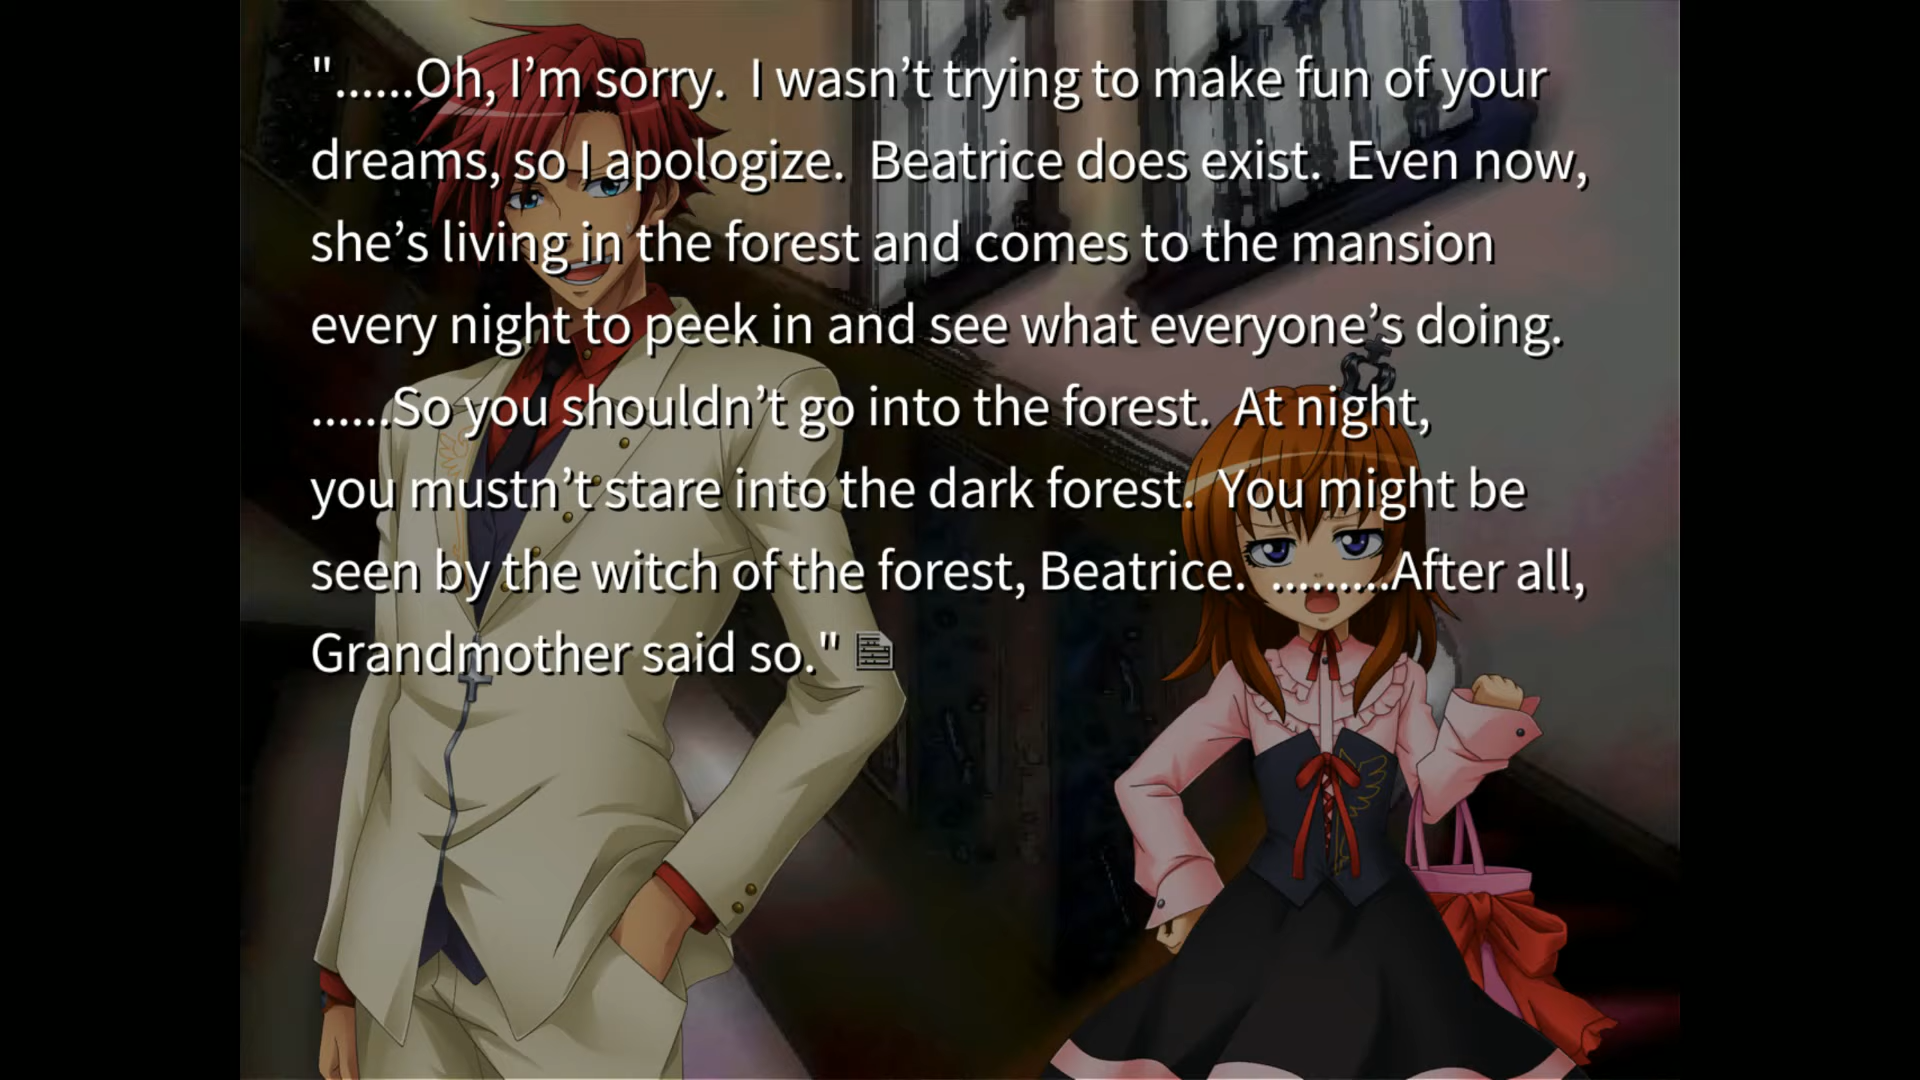 "......Oh, I’m sorry.  I wasn’t trying to make fun of your
dreams, so I apologize.  Beatrice does exist.  Even now,
she’s living in the forest and comes to the mansion
every night to peek in and see what everyone’s doing.
......So you shouldn’t go into the forest.  At night,
you mustn’t stare into the dark forest.  You might be
seen by the witch of the forest, Beatrice.  .........After all,
Grandmother said so."